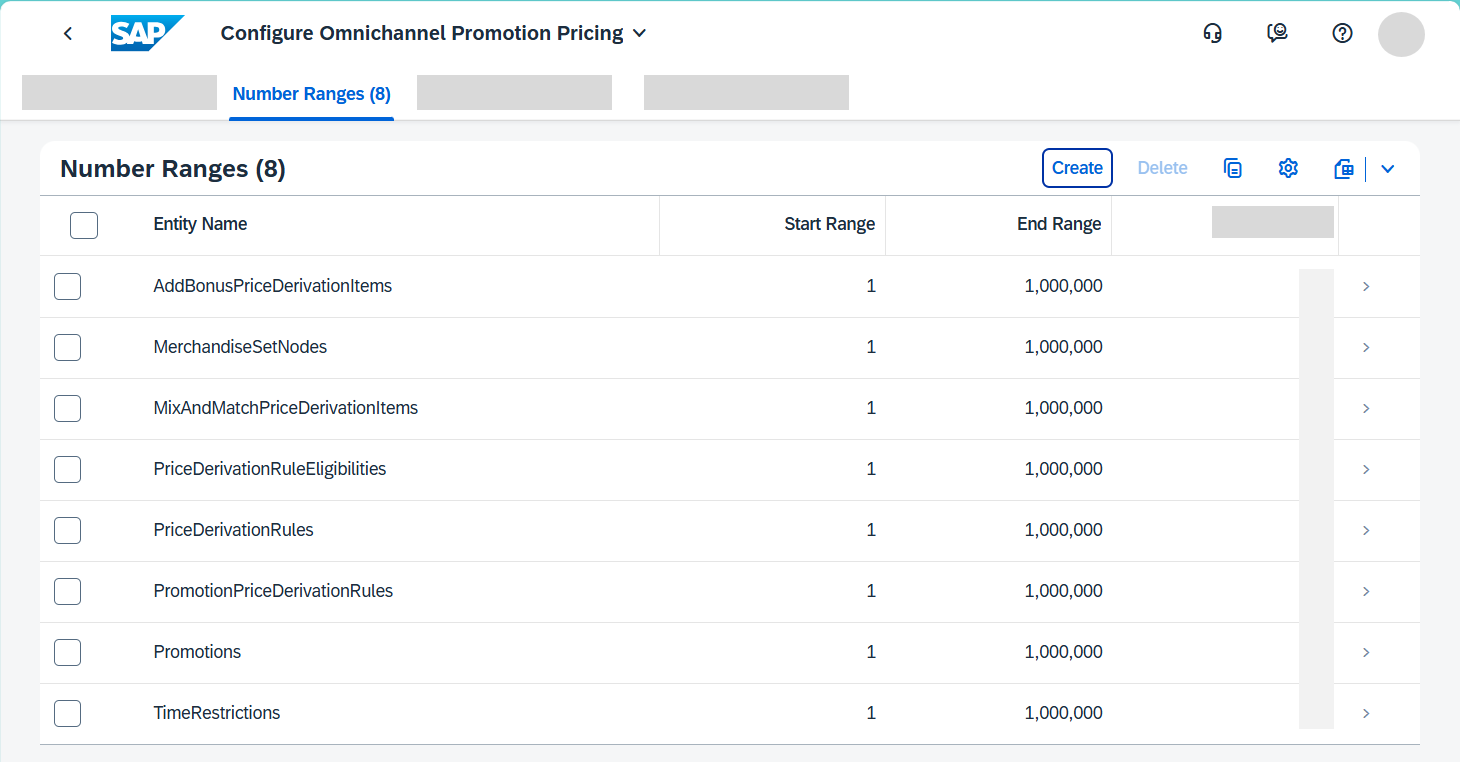 SAP Configure Omnichannel Promotion Pricing
Number Ranges (8)
Number Ranges (8) Create Delete
Entity Name Start Range End Range
AddBonusPriceDerivationItems 1 1,000,000
MerchandiseSetNodes 1 1,000,000
MixAndMatchPriceDerivationItems 1 1,000,000
PriceDerivationRuleEligibilities 1 1,000,000
PriceDerivationRules 1 1,000,000
PromotionPriceDerivationRules 1 1,000,000
Promotions 1 1,000,000
TimeRestrictions 1 1,000,000